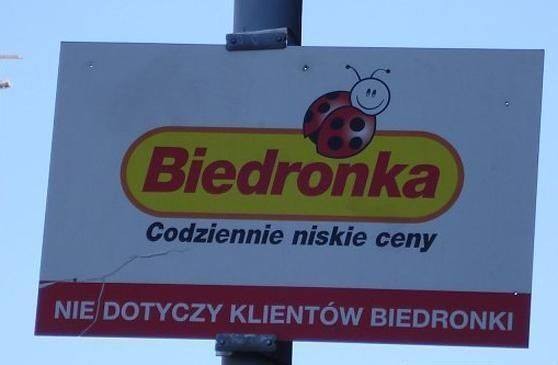 Biedronka
Codziennie niskie ceny
NIE DOTYCZY KLIENTÓW BIEDRONKI